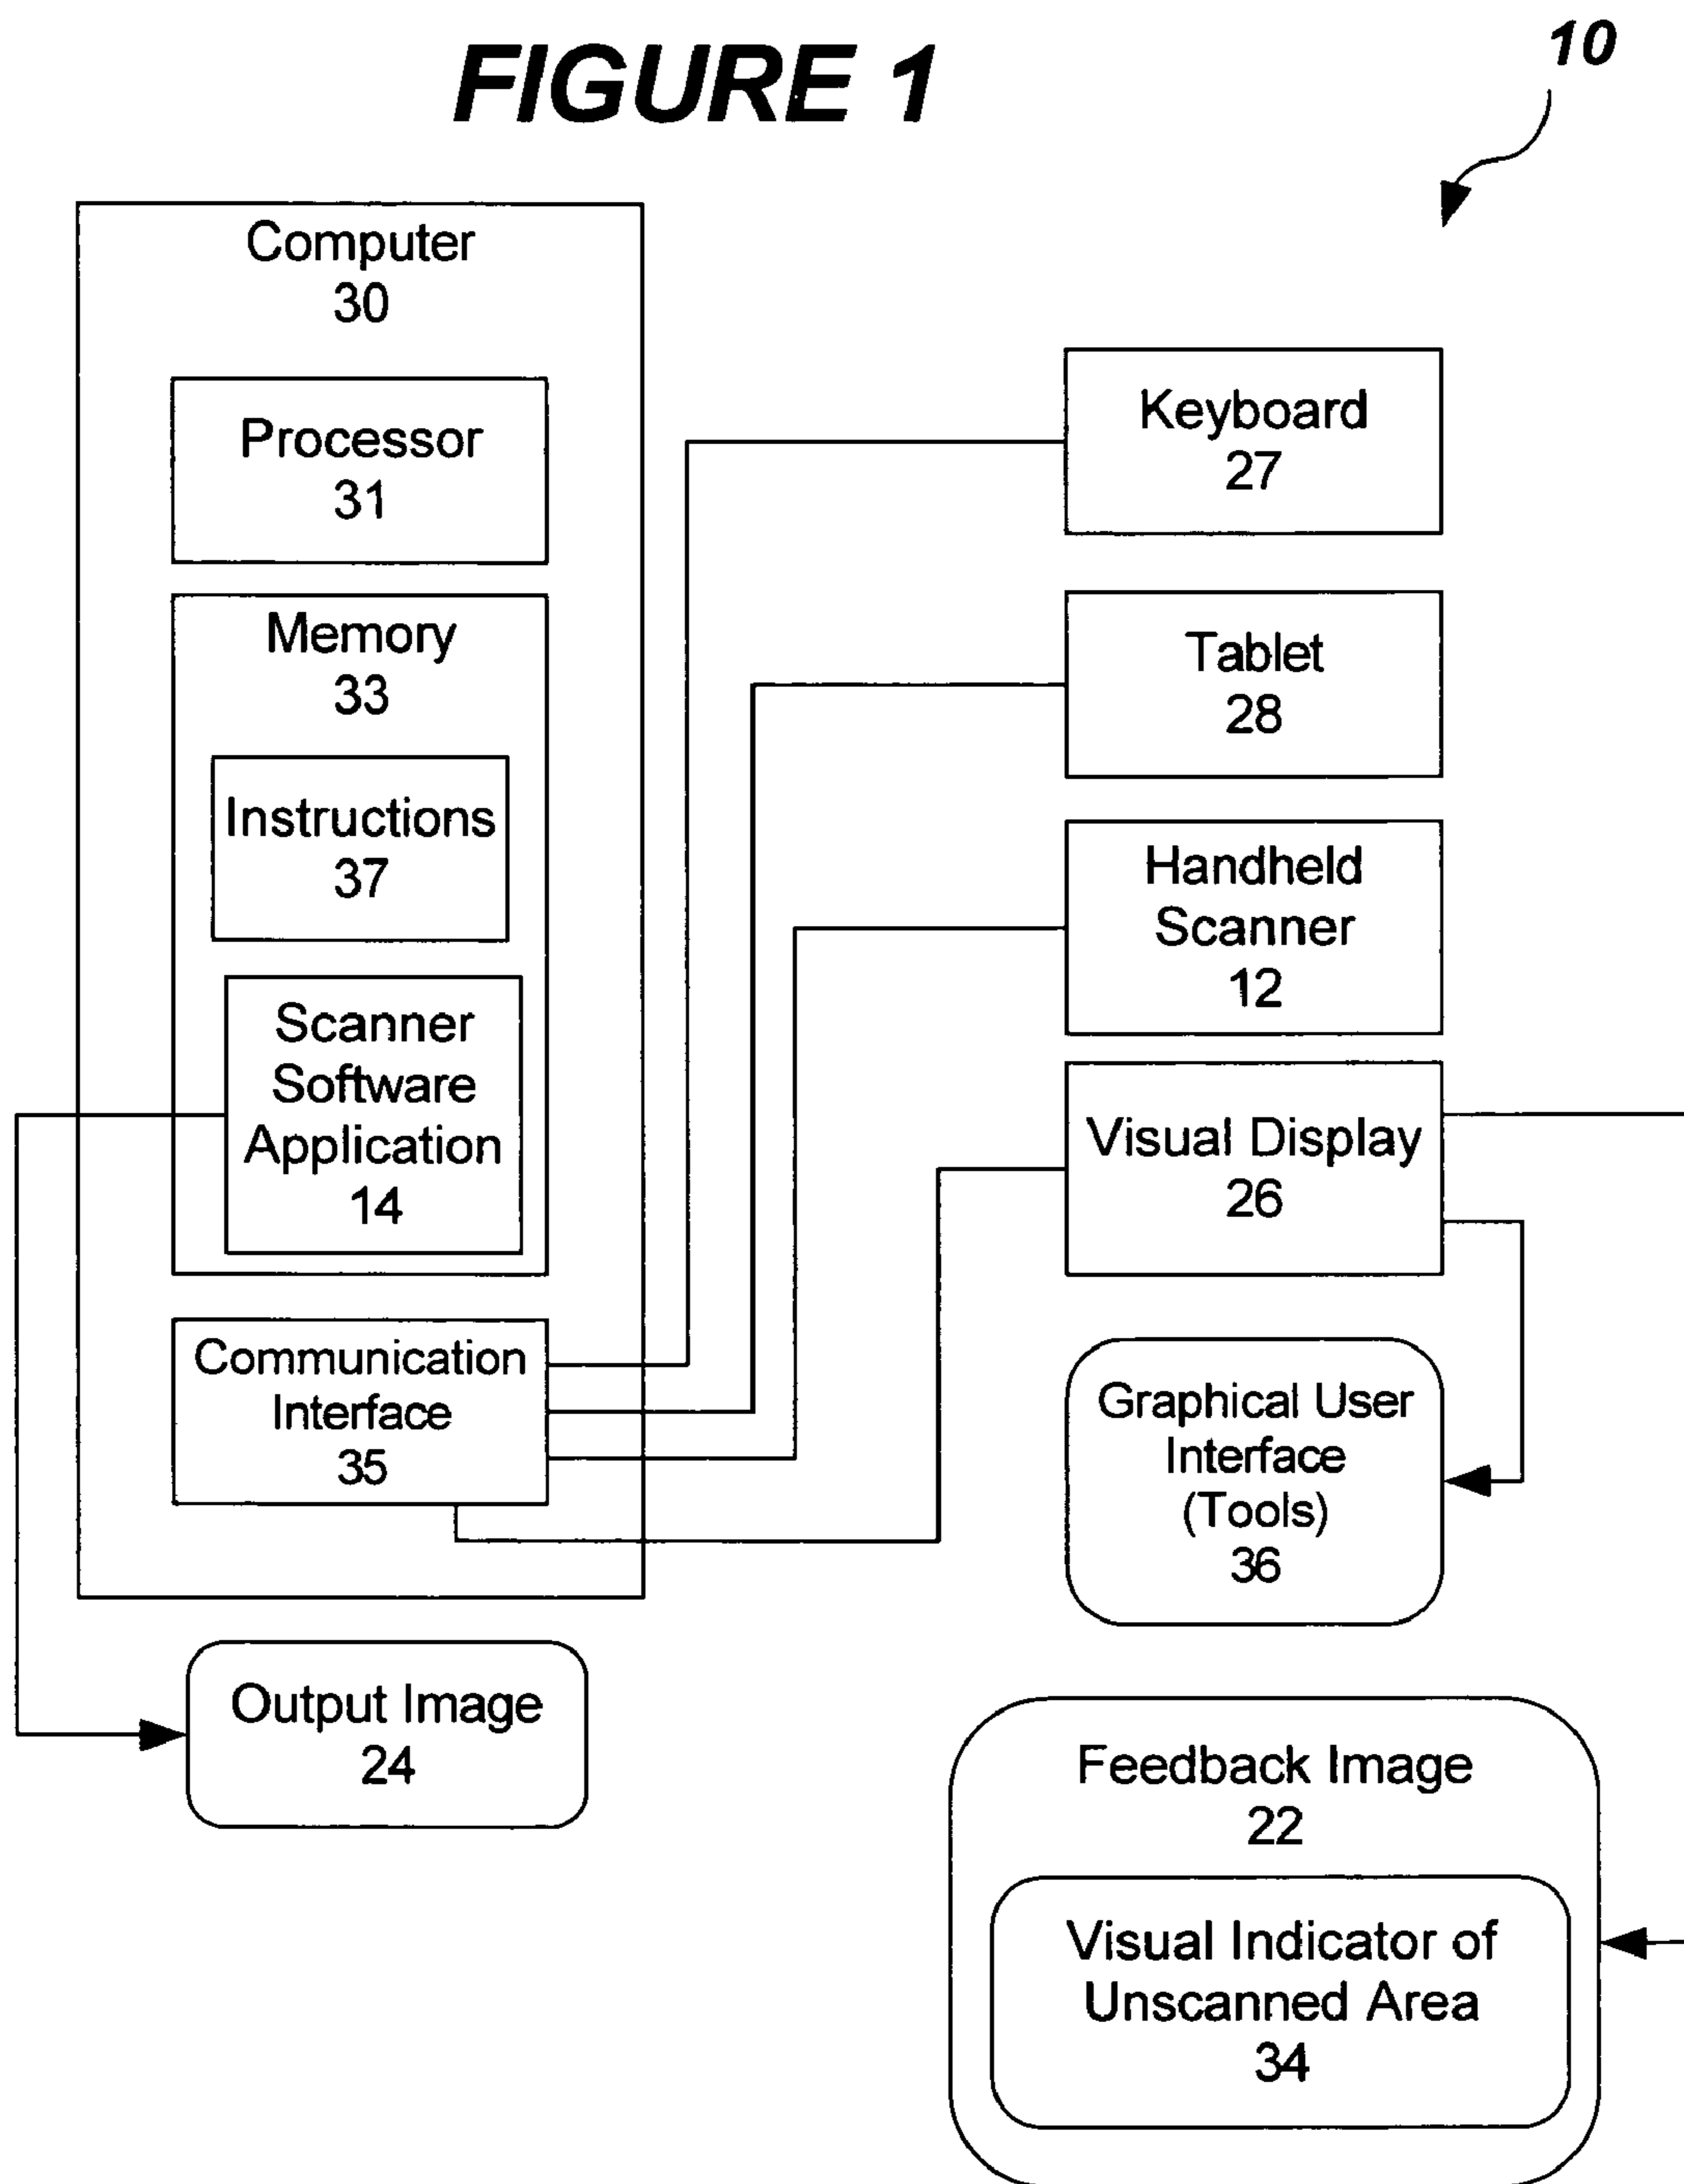 FIGURE 1
10
Computer
30
Processor
31
Memory
33
Instructions
37
Scanner
Software
Application
14
Communication
Interface
35
Output Image
24
Keyboard
27
Tablet
28
Handheld
Scanner
12
Visual Display
26
Graphical User
Interface
(Tools)
36
Feedback Image
22
Visual Indicator of
Unscanned Area
34